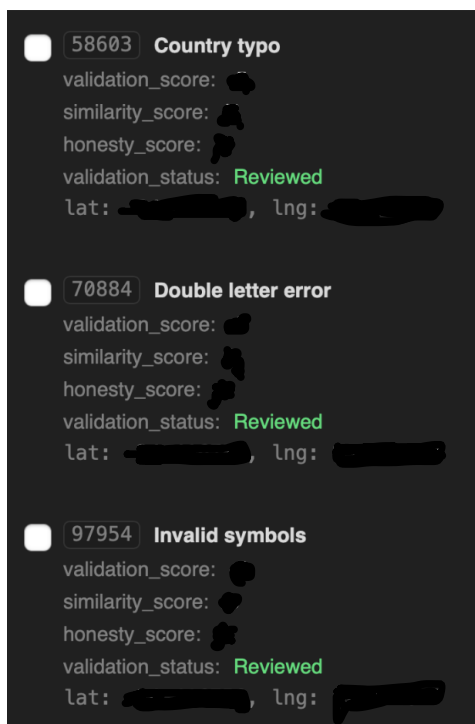 58603 Country typo
validation_score:
similarity_score:
honesty_score:
validation_status: Reviewed
lat: , lng:
70884 Double letter error
validation_score:
similarity_score:
honesty_score:
validation_status: Reviewed
lat: , lng:
97954 Invalid symbols
validation_score:
similarity_score:
honesty_score:
validation_status: Reviewed
lat: , lng: